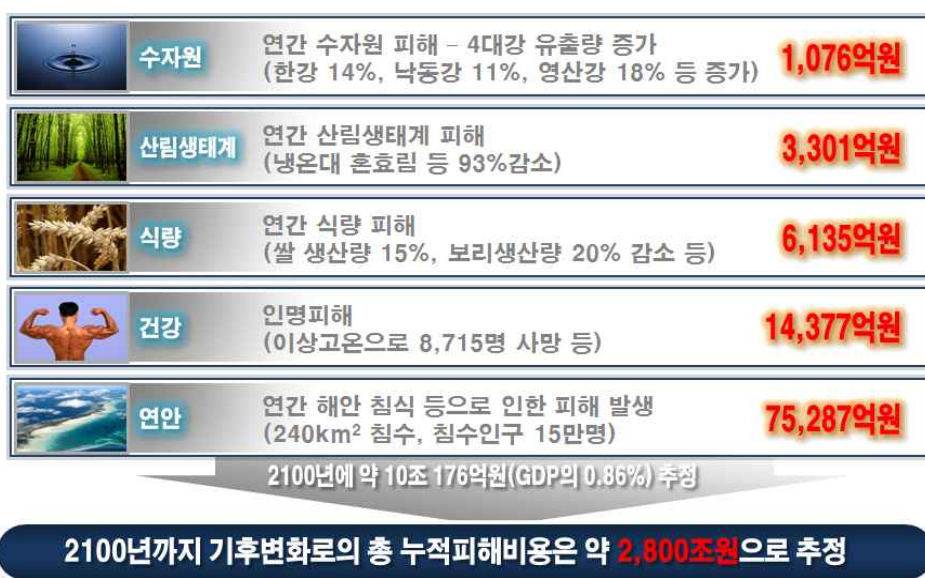 수자원
연간 수자원 피해 – 4대강 유출량 증가
(한강 14%, 낙동강 11%, 영산강 18% 등 증가)
1,076억원
산림생태계
연간 산림생태계 피해
(냉온대 혼효림 등 93%감소)
3,301억원
식량
연간 식량 피해
(쌀 생산량 15%, 보리생산량 20% 감소 등)
6,135억원
건강
인명피해
(이상고온으로 8,715명 사망 등)
14,377억원
연안
연간 해안 침식 등으로 인한 피해 발생
(240km² 침수, 침수인구 15만명)
75,287억원
2100년에 약 10조 176억원(GDP의 0.86%) 추정
2100년까지 기후변화로의 총 누적피해비용은 약 2,800조원으로 추정